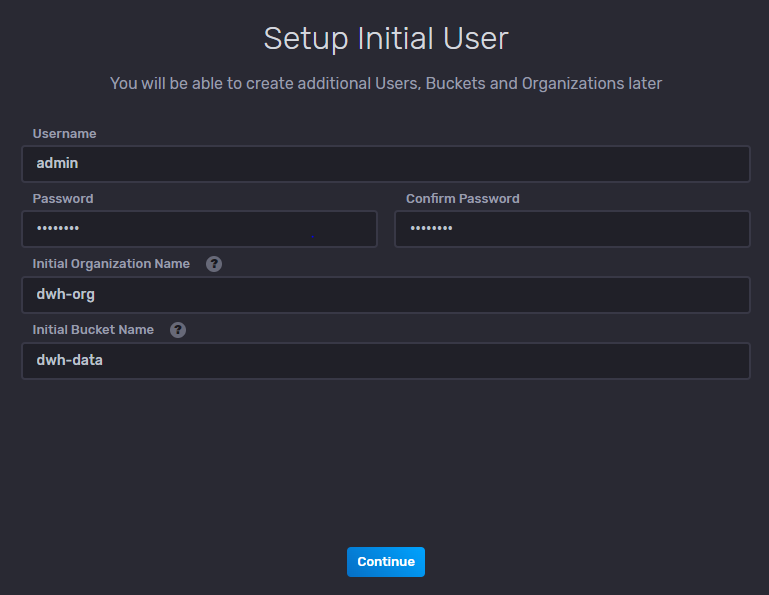 Setup Initial User
You will be able to create additional Users, Buckets and Organizations later
Username
admin
Password
Confirm Password
••••••••
••••••••
Initial Organization Name ?
dwh-org
Initial Bucket Name ?
dwh-data
Continue